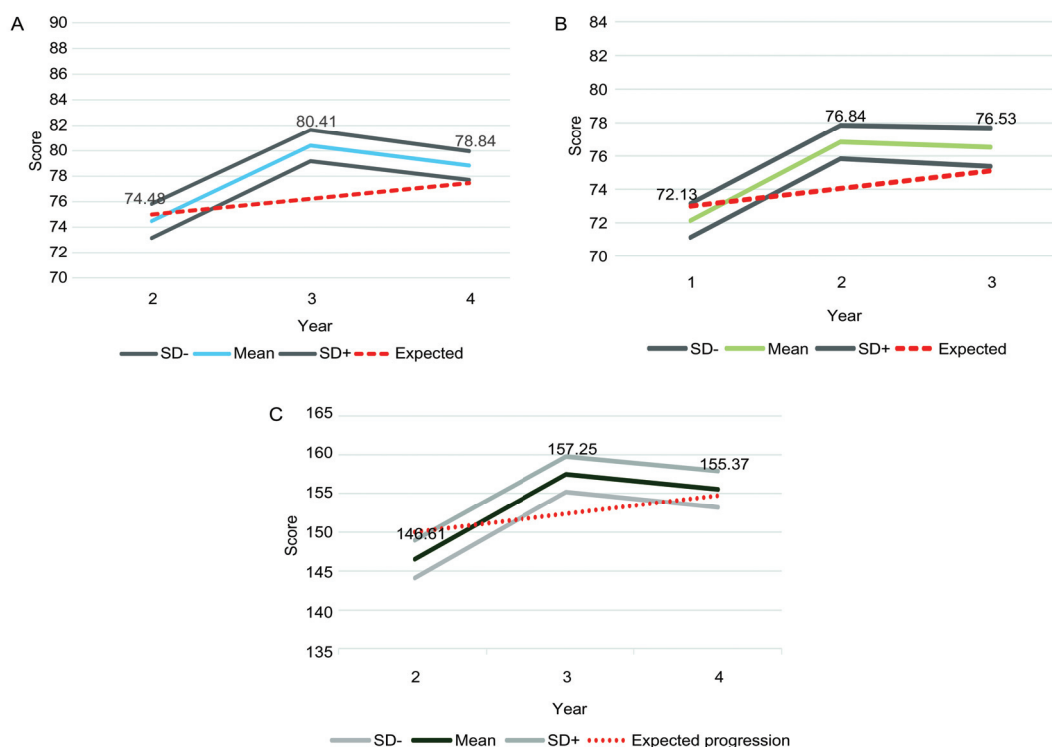 A
90
88
86
84
82
80
78
76
74
72
70
Score
74.48
80.41
78.84
2 3 4
Year
SD- Mean SD+ Expected
B
84
82
80
78
76
74
72
70
Score
72.13
76.84
76.53
1 2 3
Year
SD- Mean SD+ Expected
C
165
160
155
150
145
140
135
Score
146.61
157.25
155.37
2 3 4
Year
SD- Mean SD+ Expected progression